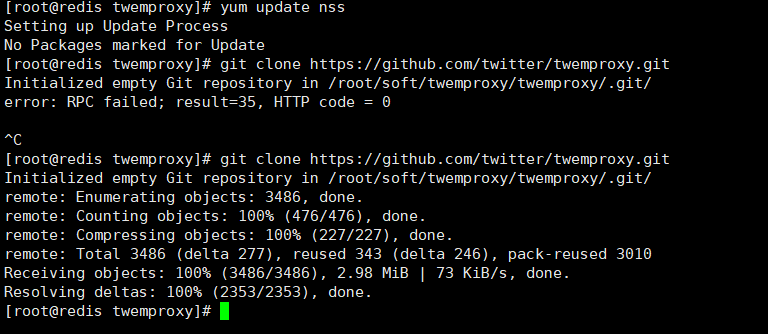 [root@redis twemproxy]# yum update nss
Setting up Update Process
No Packages marked for Update
[root@redis twemproxy]# git clone https://github.com/twitter/twemproxy.git
Initialized empty Git repository in /root/soft/twemproxy/twemproxy/.git/
error: RPC failed; result=35, HTTP code = 0
^C
[root@redis twemproxy]# git clone https://github.com/twitter/twemproxy.git
Initialized empty Git repository in /root/soft/twemproxy/twemproxy/.git/
remote: Enumerating objects: 3486, done.
remote: Counting objects: 100% (476/476), done.
remote: Compressing objects: 100% (227/227), done.
remote: Total 3486 (delta 277), reused 343 (delta 246), pack-reused 3010
Receiving objects: 100% (3486/3486), 2.98 MiB | 73 KiB/s, done.
Resolving deltas: 100% (2353/2353), done.
[root@redis twemproxy]#